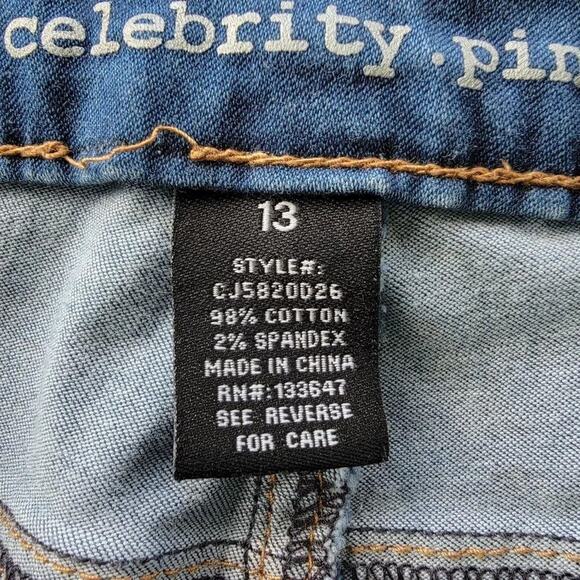 celebrity.pin
13
STYLE#:
CJ5820D26
98% COTTON
2% SPANDEX
MADE IN CHINA
RN#:133647
SEE REVERSE
FOR CARE